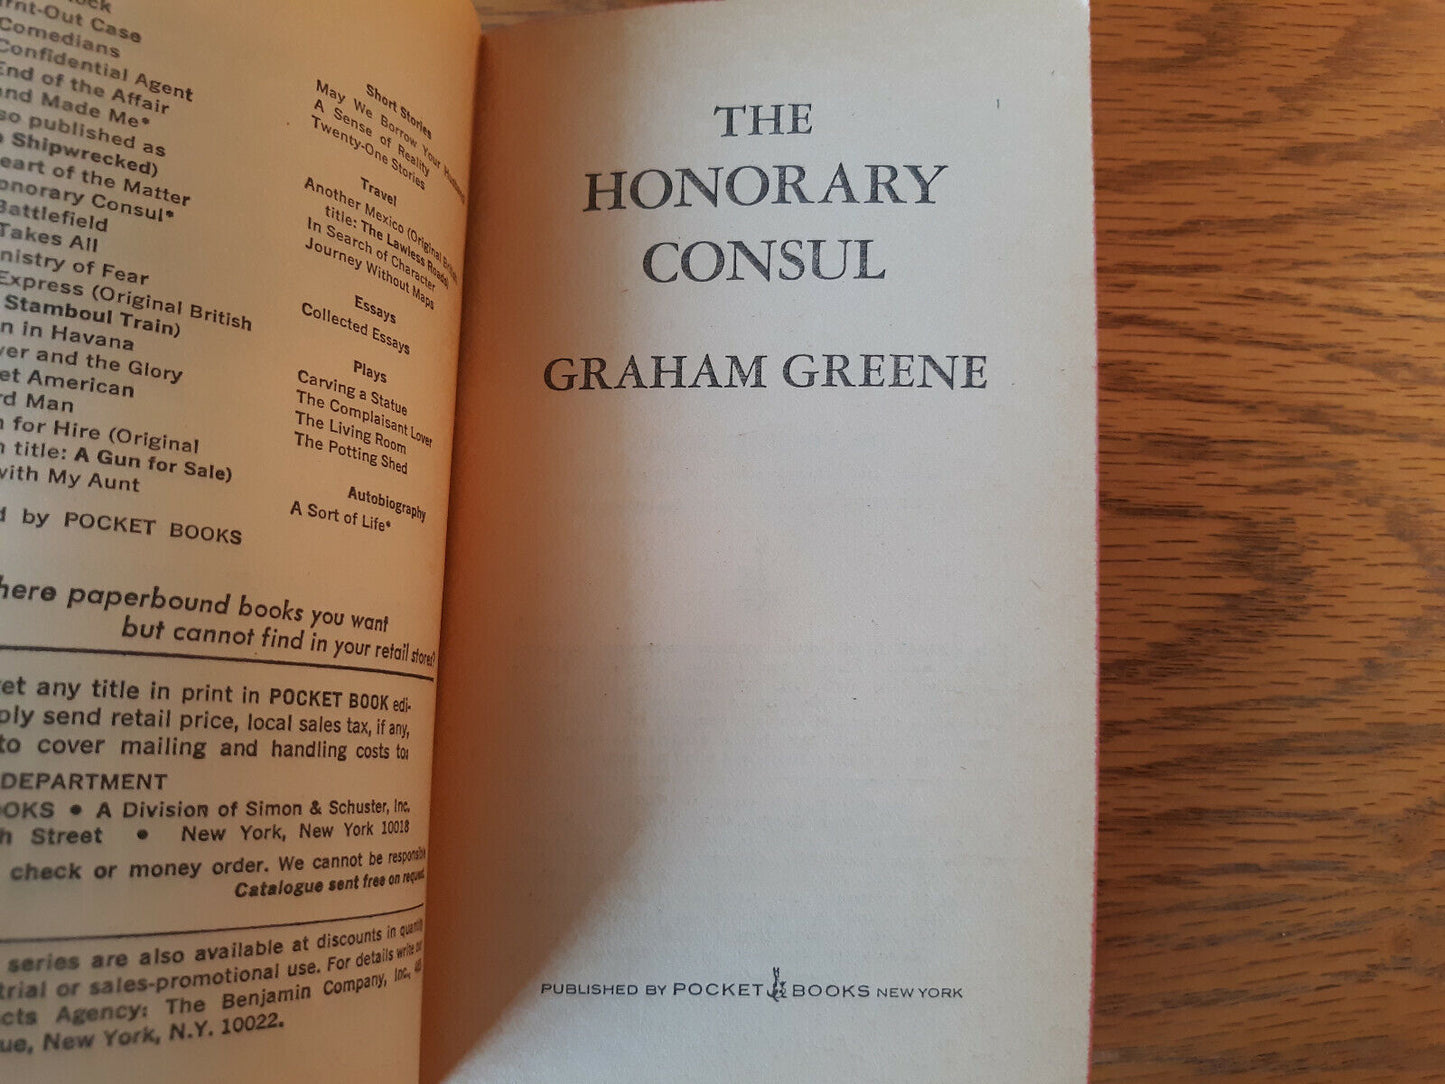 ock
rnt-Out Case
Comedians
Confidential Agent
End of the Affair
and Made Me*
so published as
Shipwrecked)
eart of the Matter
onorary Consul*
Battlefield
Takes All
nistry of Fear
Express (Original British
Stamboul Train)
n in Havana
wer and the Glory
et American
rd Man
n for Hire (Original
n title: A Gun for Sale)
with My Aunt
d by POCKET BOOKS
Short Stories
May We Borrow Your Husband
A Sense of Reality
Twenty-One Stories
Travel
Another Mexico (Original British
title: The Lawless Roads)
In Search of Character
Journey Without Maps
Essays
Collected Essays
Plays
Carving a Statue
The Complaisant Lover
The Living Room
The Potting Shed
Autobiography
A Sort of Life*
here paperbound books you want
but cannot find in your retail stores?
et any title in print in POCKET BOOK edi-
ply send retail price, local sales tax, if any,
to cover mailing and handling costs to:
DEPARTMENT
OOKS • A Division of Simon & Schuster, Inc.
h Street • New York, New York 10018
check or money order. We cannot be responsible
Catalogue sent free on request.
series are also available at discounts in quantity
trial or sales-promotional use. For details write our
cts Agency: The Benjamin Company, Inc.,
ue, New York, N.Y. 10022.
THE
HONORARY
CONSUL
GRAHAM GREENE
PUBLISHED BY POCKET BOOKS NEW YORK